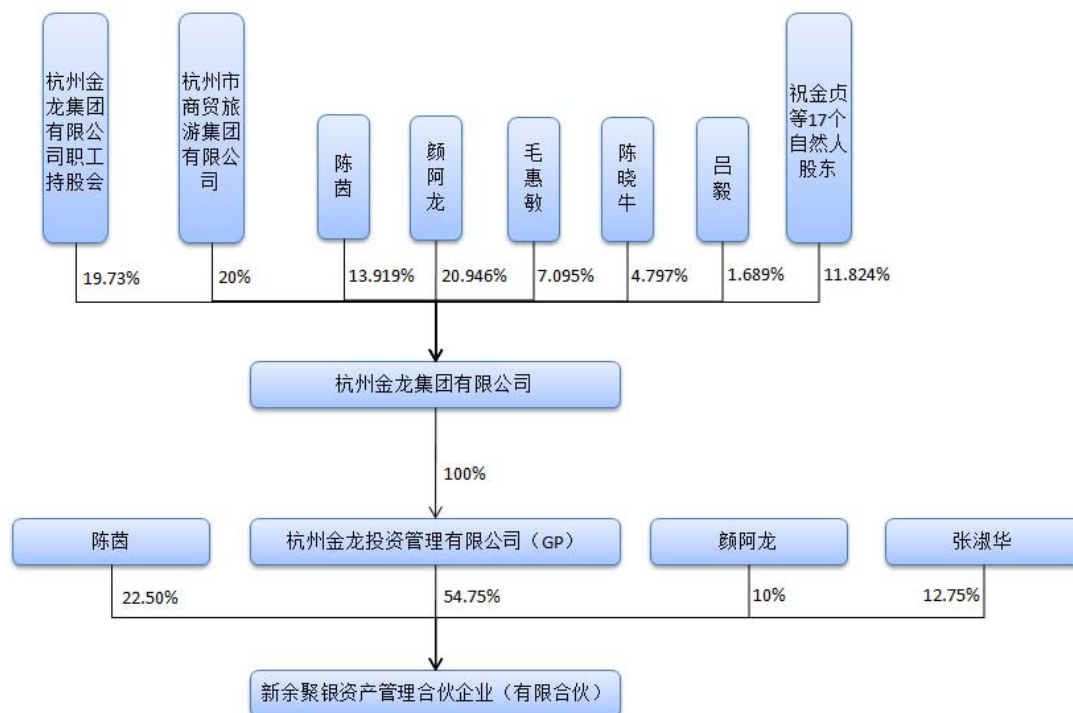 杭州金
龙集团
有限公
司职工
持股会
杭州市
商贸旅
游集团
有限公
司
陈
茵
颜
阿
龙
毛
惠
敏
陈
晓
牛
吕
毅
祝金贞
等17个
自然人
股东
19.73%
20%
13.919%
20.946%
7.095%
4.797%
1.689%
11.824%
杭州金龙集团有限公司
100%
陈茵
杭州金龙投资管理有限公司（GP）
颜阿龙
张淑华
22.50%
54.75%
10%
12.75%
新余聚银资产管理合伙企业（有限合伙）